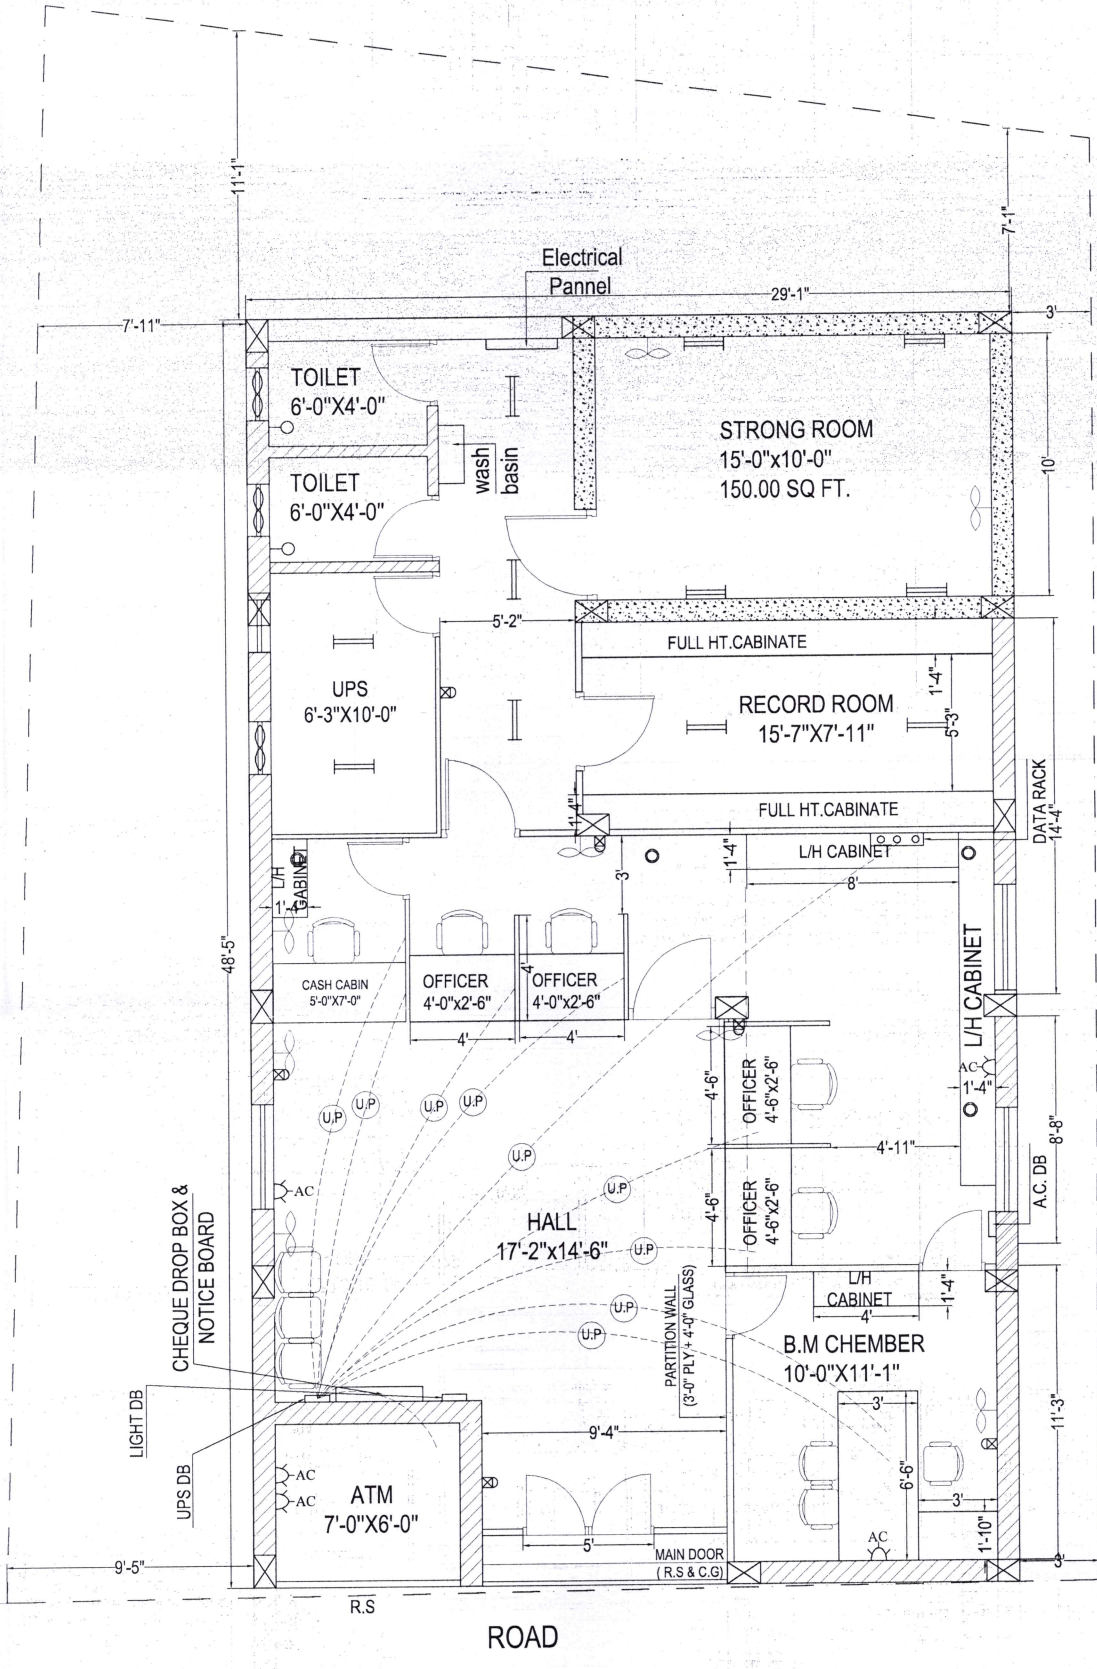 11'-1"
7'-1"
Electrical
Pannel
29'-1"
7'-11"
3'
TOILET
6'-0"X4'-0"
wash
basin
STRONG ROOM
15'-0"x10'-0"
150.00 SQ FT.
10'
TOILET
6'-0"X4'-0"
5'-2"
FULL HT.CABINATE
1'-4"
UPS
6'-3"X10'-0"
RECORD ROOM
15'-7"X7'-11"
5'-3"
FULL HT.CABINATE
1'-4"
DATA RACK
14'-4"
L/H
CABINET
1'-4"
3'
1'-4"
L/H CABINET
8'
48'-5"
CASH CABIN
5'-0"X7'-0"
OFFICER
4'-0"x2'-6"
4'
OFFICER
4'-0"x2'-6"
4'
4'
L/H CABINET
AC
1'-4"
4'-6"
OFFICER
4'-6"x2'-6"
U.P
U.P
U.P
U.P
U.P
U.P
U.P
U.P
U.P
4'-11"
8'-8"
A.C. DB
4'-6"
OFFICER
4'-6"x2'-6"
AC
HALL
17'-2"x14'-6"
CHEQUE DROP BOX &
NOTICE BOARD
PARTITION WALL
(3'-0" PLY + 4'-0" GLASS)
L/H
CABINET
4'
1'-4"
B.M CHEMBER
10'-0"X11'-1"
3'
11'-3"
LIGHT DB
UPS DB
9'-4"
AC
AC
ATM
7'-0"X6'-0"
6'-6"
3'
1'-10"
AC
5'
MAIN DOOR
( R.S & C.G)
9'-5"
3'
R.S
ROAD